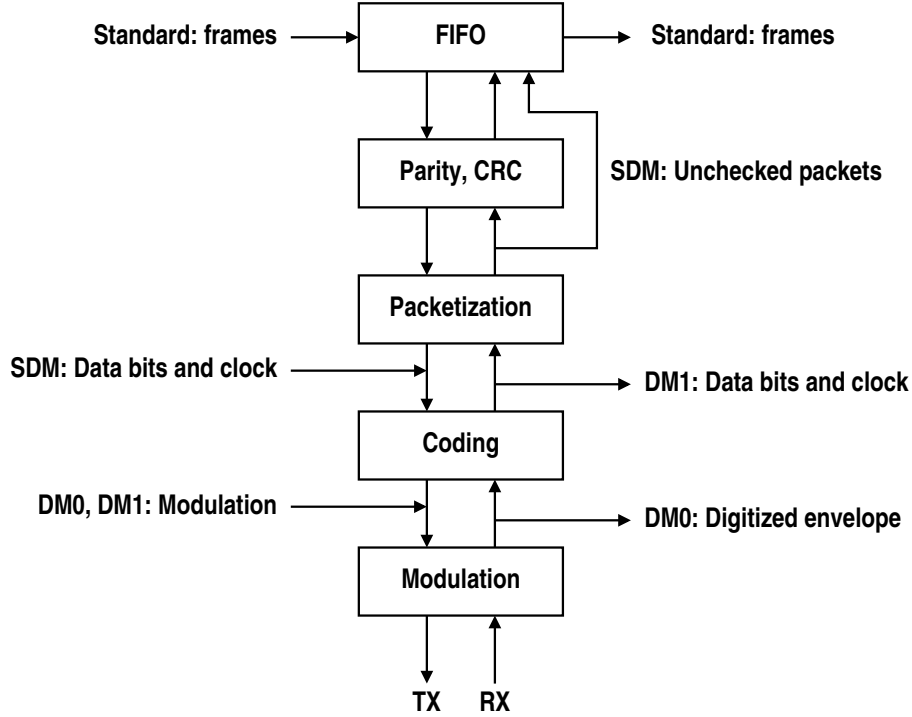 Standard: frames
FIFO
Standard: frames
Parity, CRC
SDM: Unchecked packets
Packetization
SDM: Data bits and clock
DM1: Data bits and clock
Coding
DM0, DM1: Modulation
DM0: Digitized envelope
Modulation
TX
RX